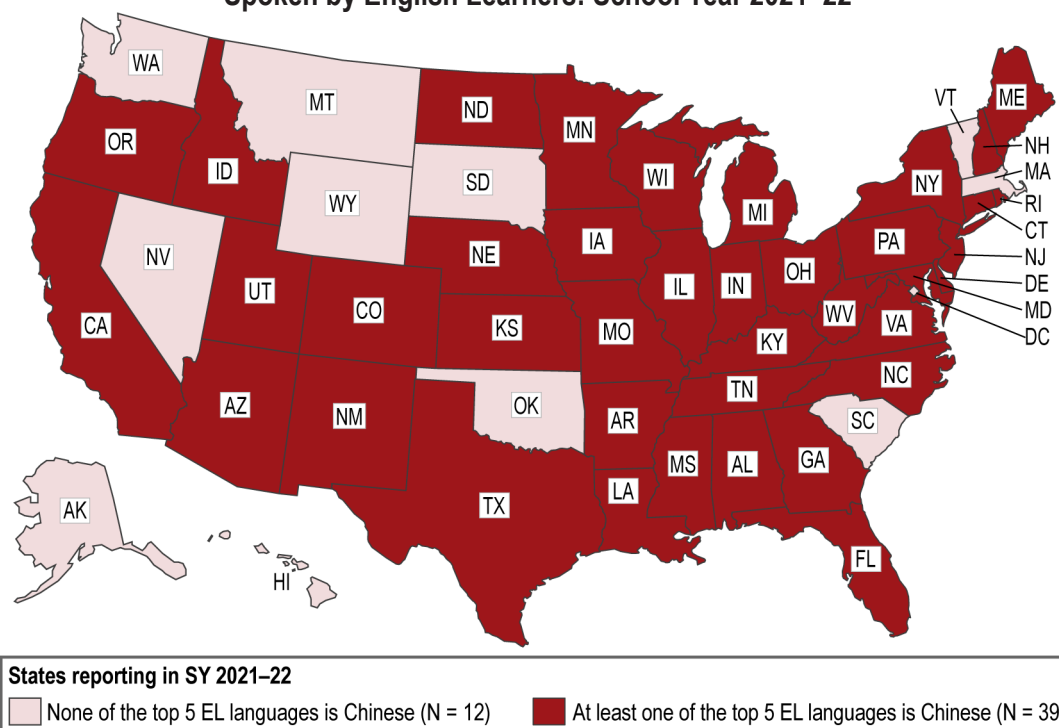 Spoken by English Learners: School Year 2021–22
WA
MT
ND
MN
VT
ME
OR
ID
SD
WI
NH
MA
NY
RI
WY
MI
CT
NV
NE
IA
PA
NJ
UT
IL
IN
OH
DE
CO
WV
MD
CA
KS
MO
VA
DC
KY
NC
TN
AZ
NM
OK
AR
SC
MS
AL
GA
AK
TX
LA
FL
HI
States reporting in SY 2021–22
None of the top 5 EL languages is Chinese (N = 12)
At least one of the top 5 EL languages is Chinese (N =